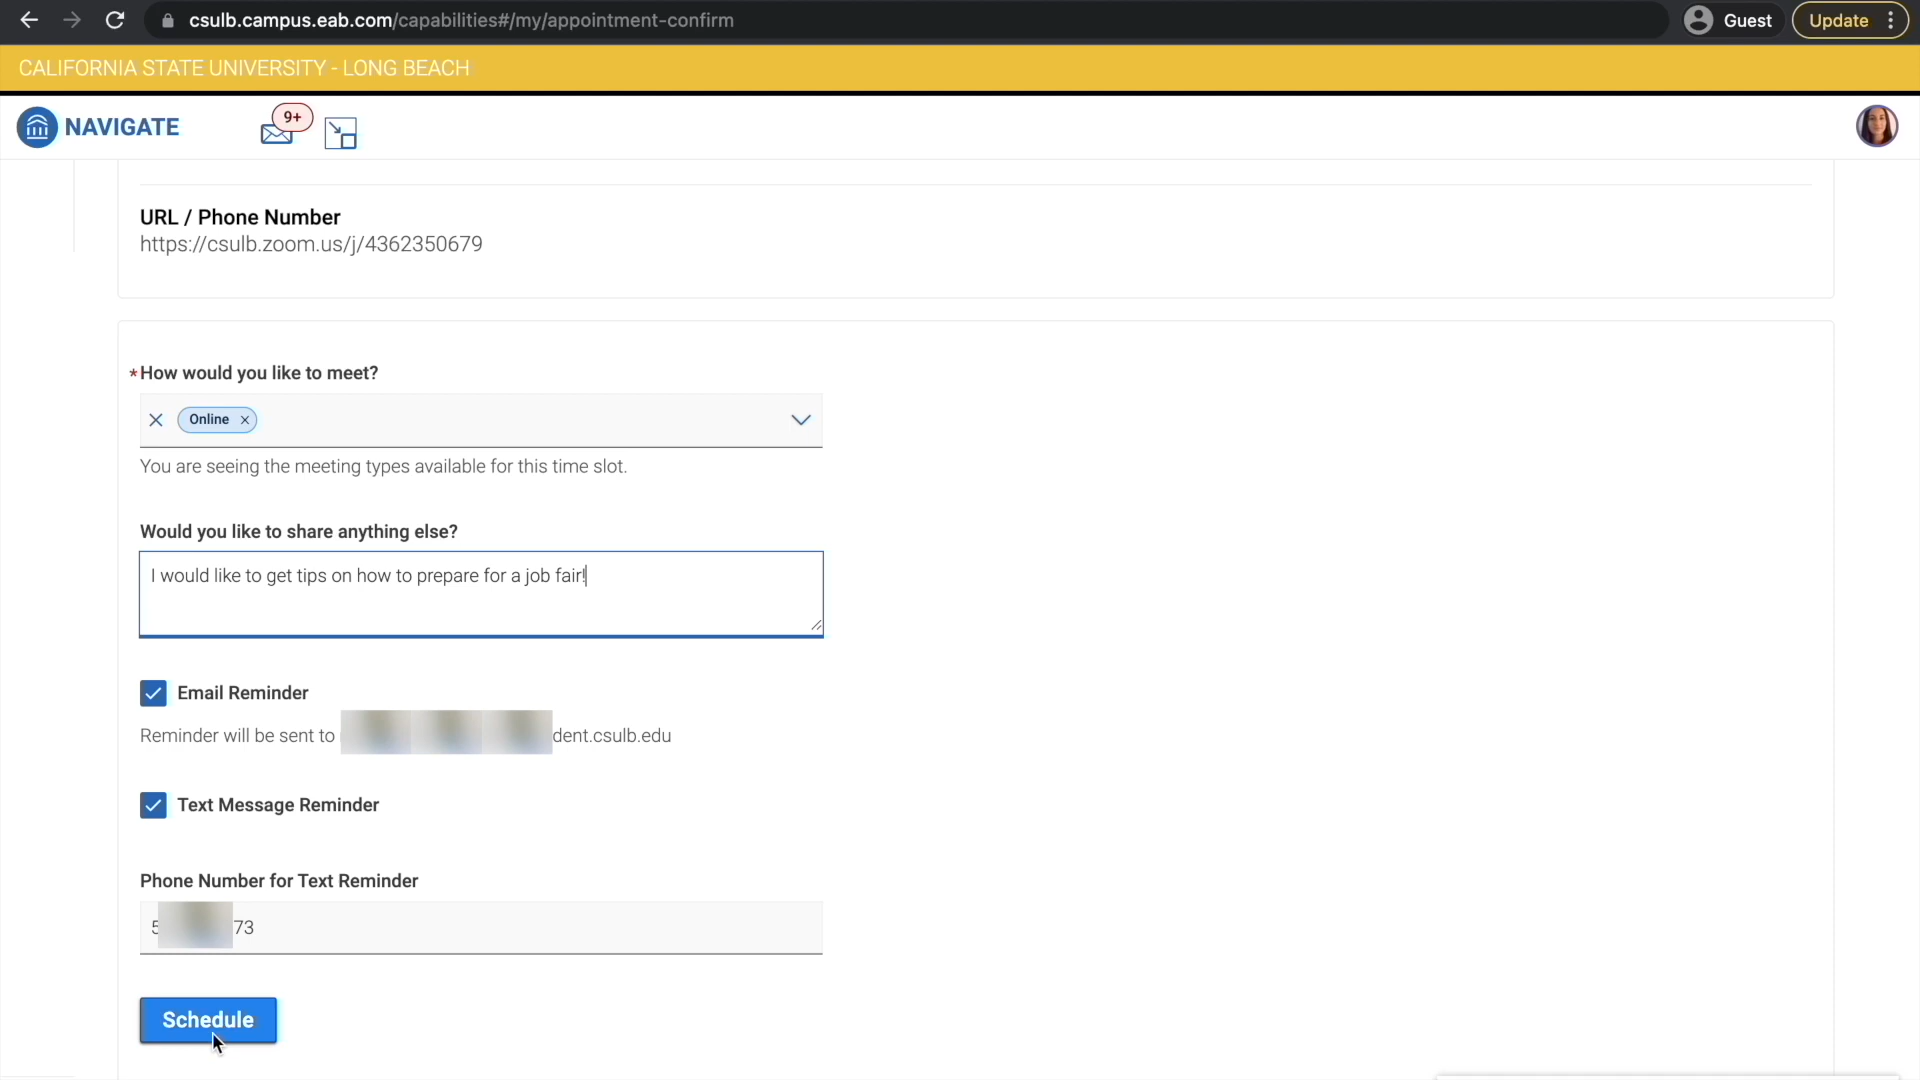 csulb.campus.eab.com/capabilities#/my/appointment-confirm
Guest
Update
CALIFORNIA STATE UNIVERSITY - LONG BEACH
NAVIGATE
9+
URL / Phone Number
https://csulb.zoom.us/j/4362350679
*How would you like to meet?
Online
You are seeing the meeting types available for this time slot.
Would you like to share anything else?
I would like to get tips on how to prepare for a job fair!
Email Reminder
Reminder will be sent to dent.csulb.edu
Text Message Reminder
Phone Number for Text Reminder
5 73
Schedule